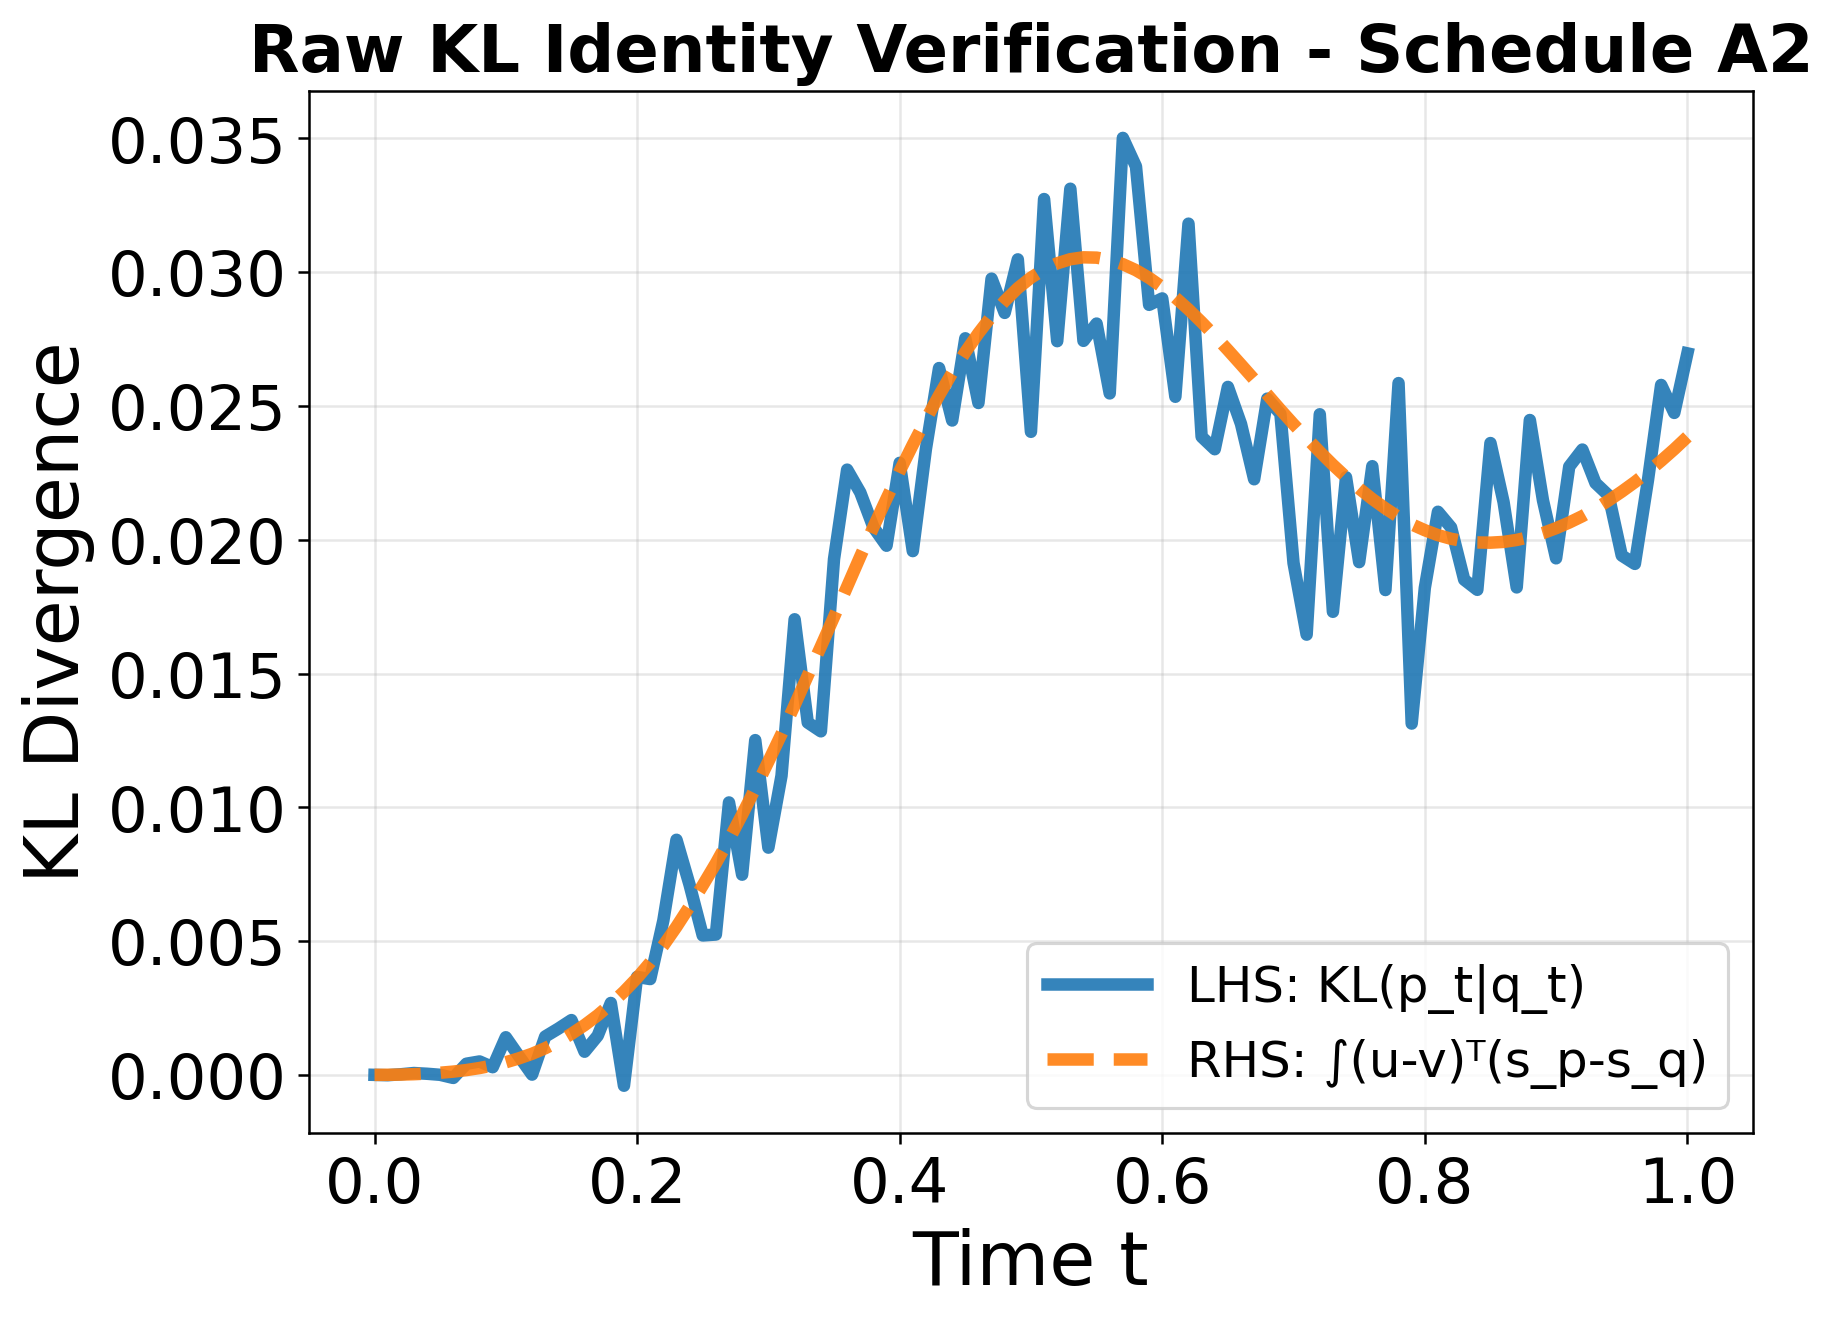 Raw KL Identity Verification - Schedule A2
KL Divergence
0.035
0.030
0.025
0.020
0.015
0.010
0.005
0.000
LHS: KL(p_t|q_t)
RHS: ∫(u-v)ᵀ(s_p-s_q)
0.0 0.2 0.4 0.6 0.8 1.0
Time t